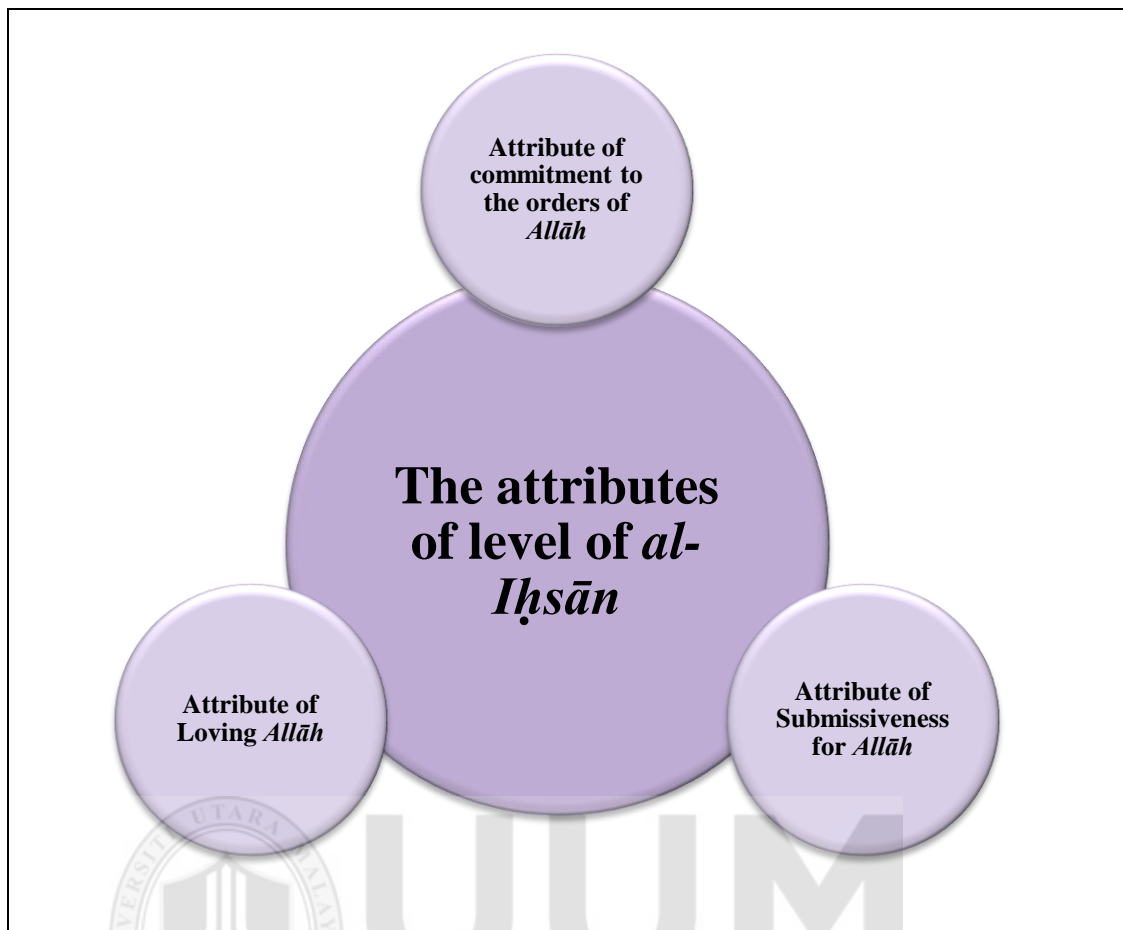 Attribute of
commitment to
the orders of
Allāh
The attributes
of level of al-
Iḥsān
Attribute of
Loving Allāh
Attribute of
Submissiveness
for Allāh
UTARA
UUM